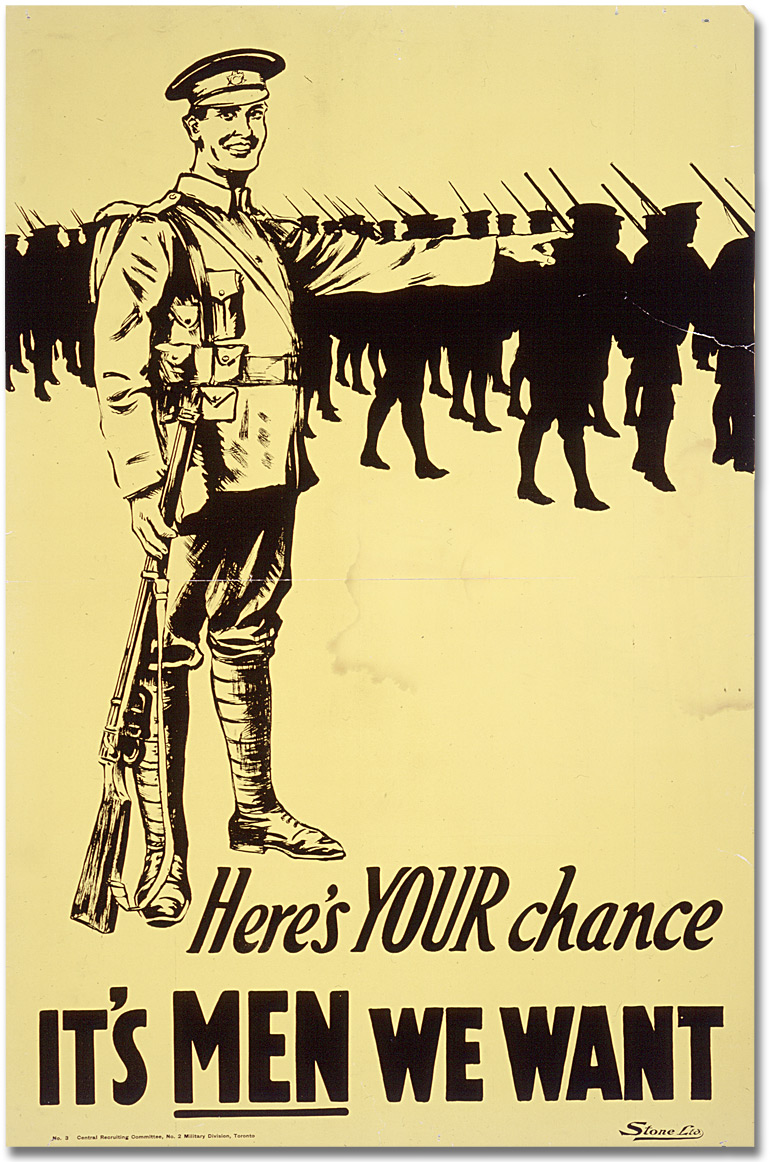 Here's YOUR chance
IT'S MEN WE WANT
No. 3 Central Recruiting Committee, No. 2 Military Division, Toronto
Stone Ltd